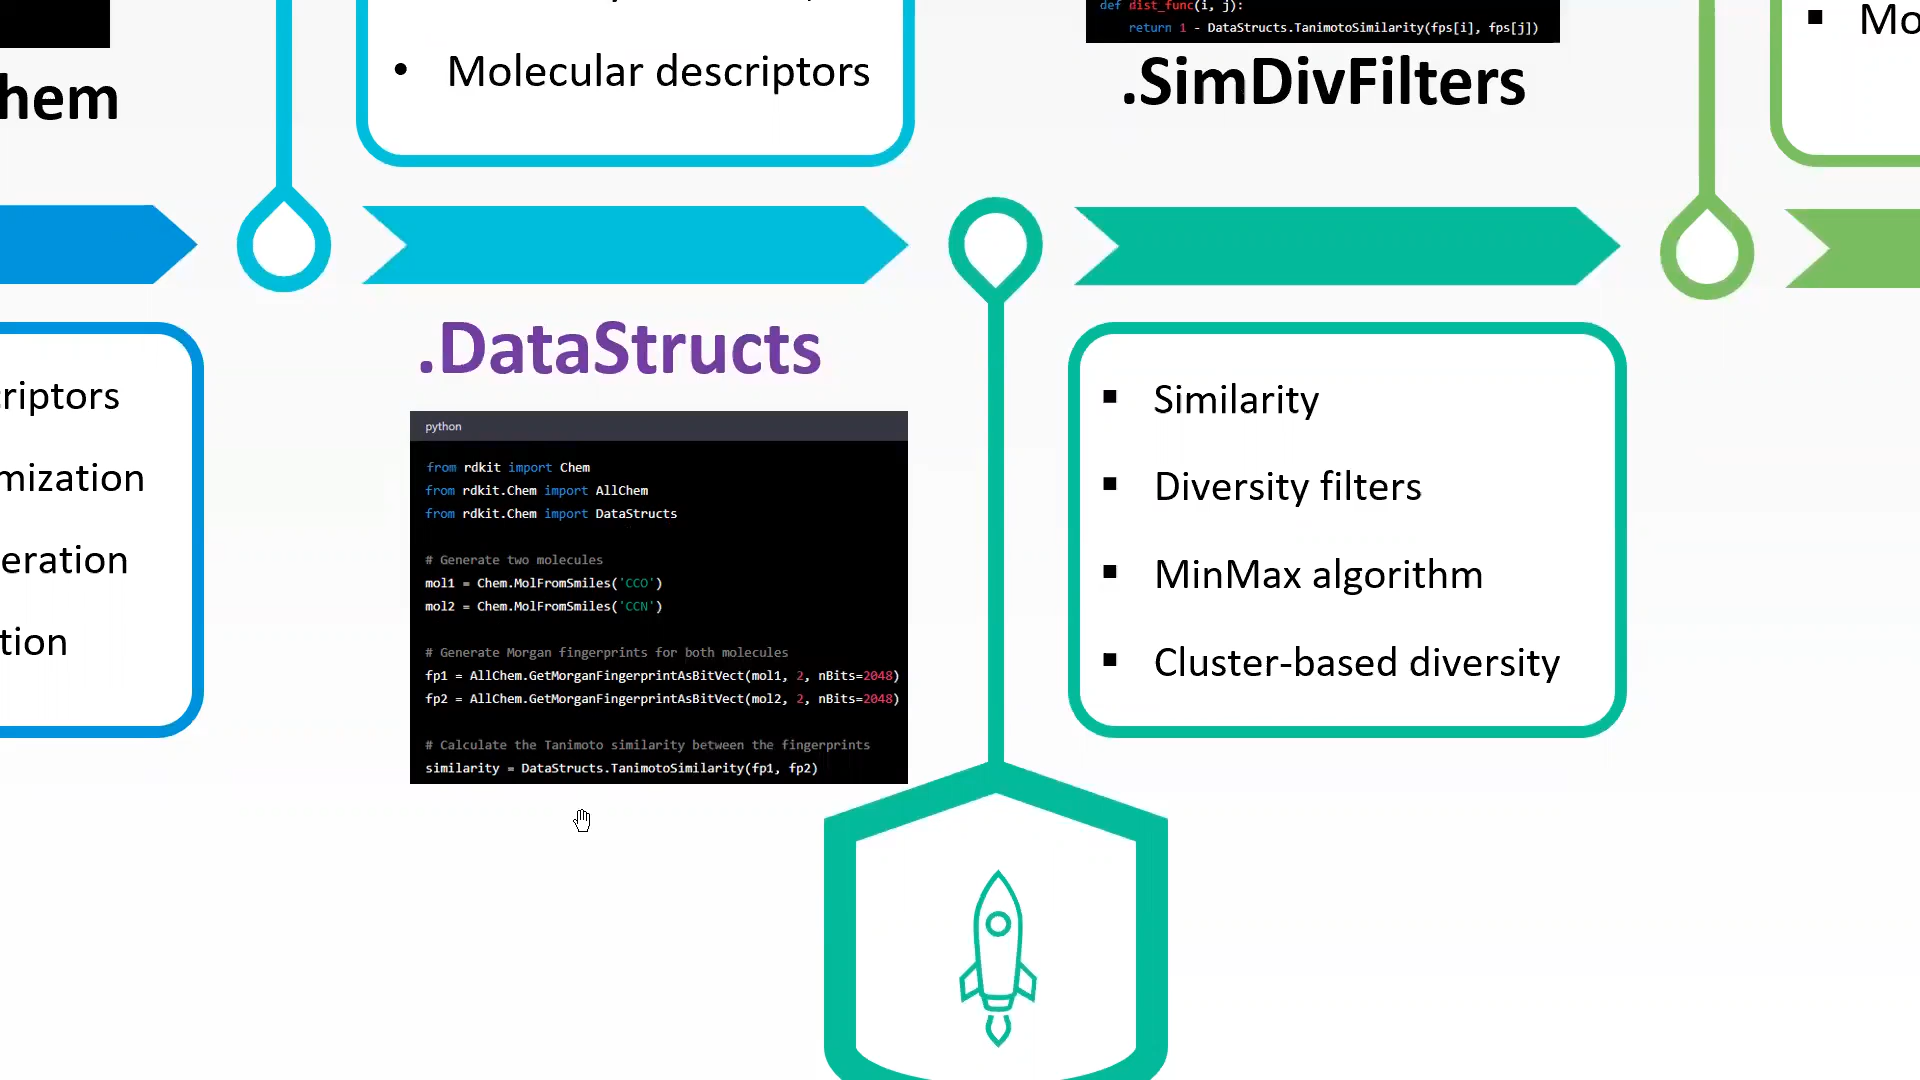 def dist_func(i, j):
return 1 - DataStructs.TanimotoSimilarity(fps[i], fps[j])
• Molecular descriptors
hem
.SimDivFilters
▪ Mo
.DataStructs
criptors
mization
eration
tion
python
from rdkit import Chem
from rdkit.Chem import AllChem
from rdkit.Chem import DataStructs
# Generate two molecules
mol1 = Chem.MolFromSmiles('CCO')
mol2 = Chem.MolFromSmiles('CCN')
# Generate Morgan fingerprints for both molecules
fp1 = AllChem.GetMorganFingerprintAsBitVect(mol1, 2, nBits=2048)
fp2 = AllChem.GetMorganFingerprintAsBitVect(mol2, 2, nBits=2048)
# Calculate the Tanimoto similarity between the fingerprints
similarity = DataStructs.TanimotoSimilarity(fp1, fp2)
▪ Similarity
▪ Diversity filters
▪ MinMax algorithm
▪ Cluster-based diversity